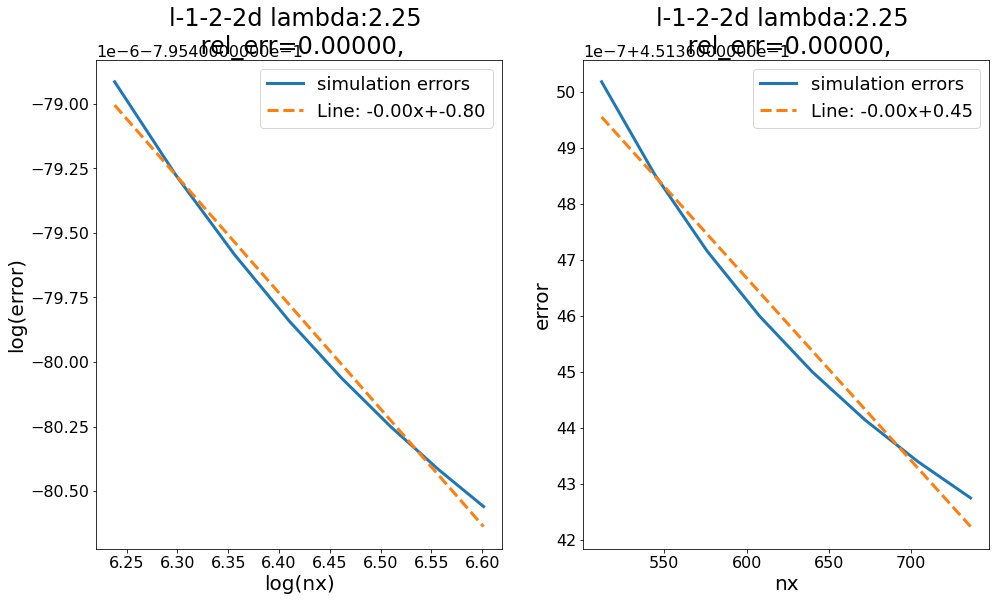 l-1-2-2d lambda:2.25
rel_err=0.00000,
1e−6−7.9540000000e−1
simulation errors
Line: -0.00x+-0.80
−79.00
−79.25
−79.50
−79.75
−80.00
−80.25
−80.50
log(error)
6.25 6.30 6.35 6.40 6.45 6.50 6.55 6.60
log(nx)
l-1-2-2d lambda:2.25
rel_err=0.00000,
1e−7+4.5136000000e−1
simulation errors
Line: -0.00x+0.45
50
49
48
47
46
45
44
43
42
error
550 600 650 700
nx